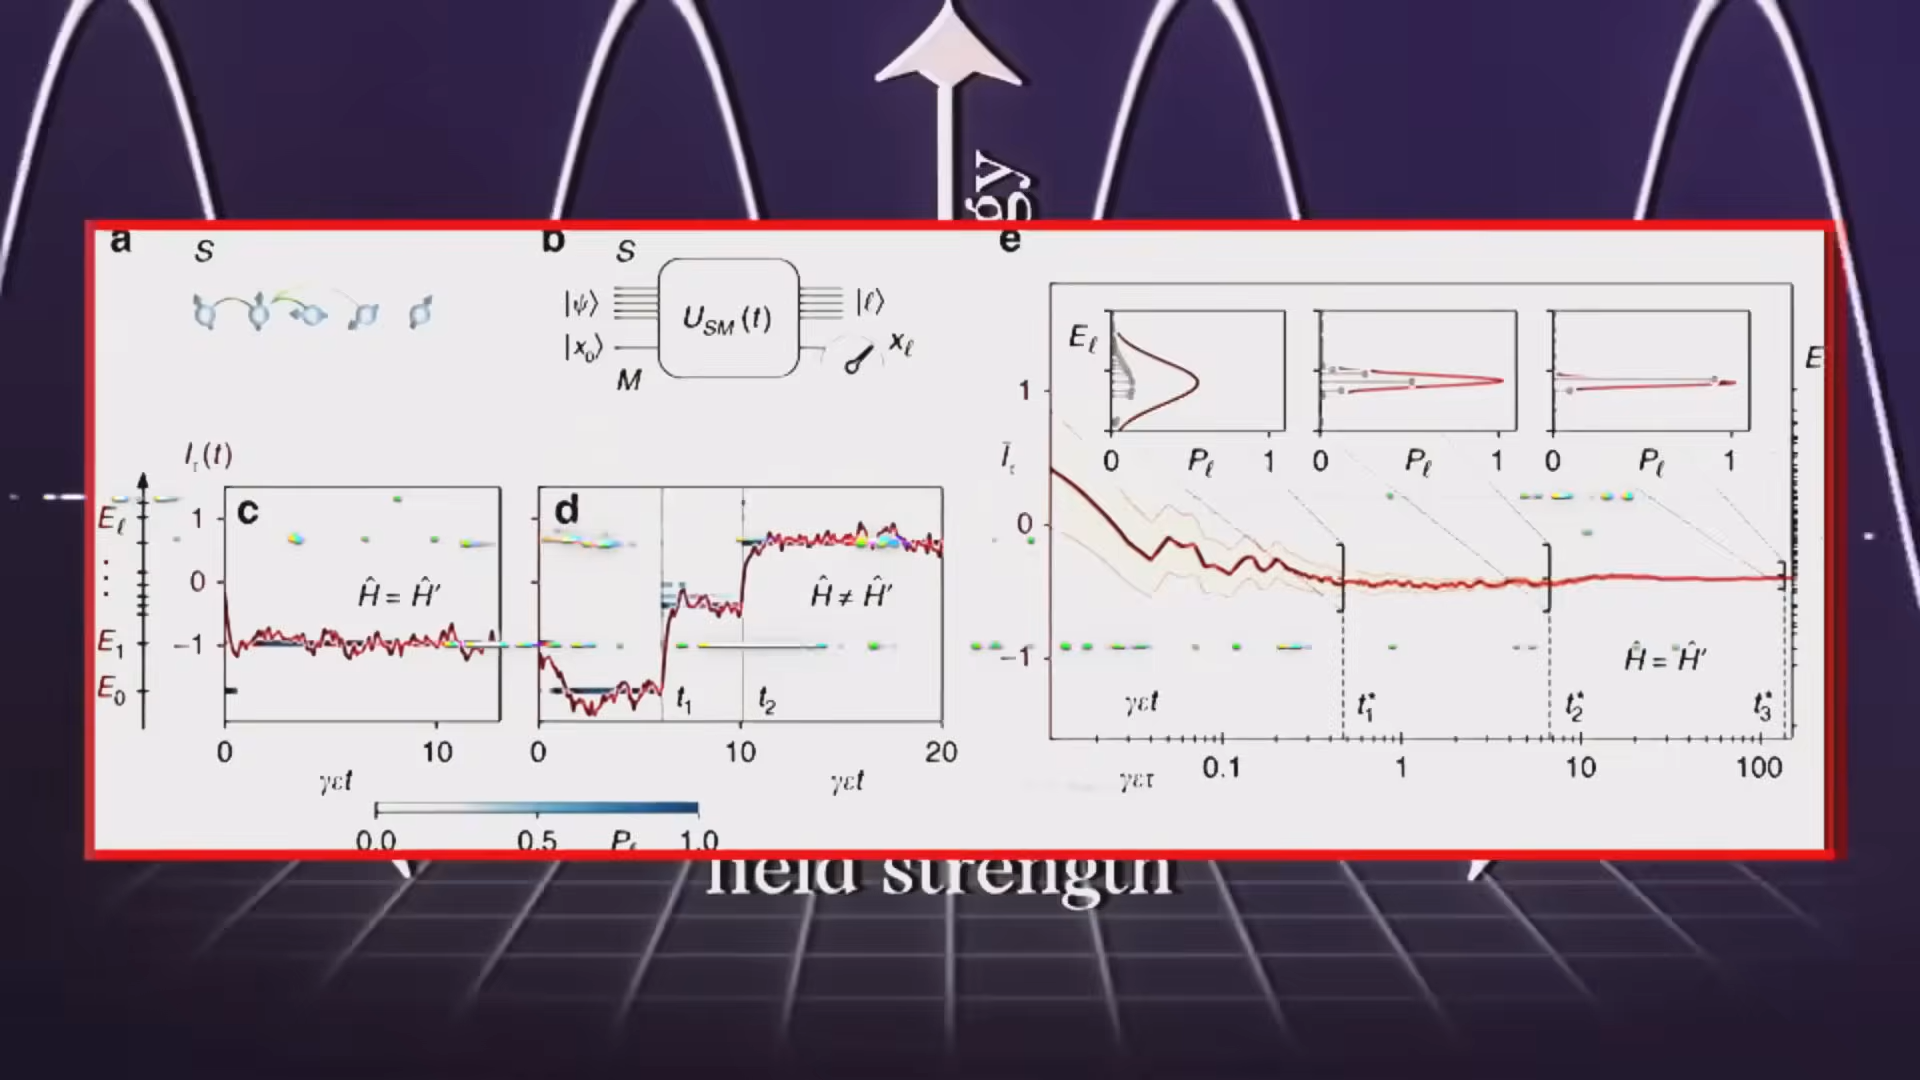 gy
a
S
b
S
|ψ⟩
U_SM (t)
|ℓ⟩
|x₀⟩
x_ℓ
M
e
E_ℓ
E
1
0
P_ℓ
1
0
P_ℓ
1
0
P_ℓ
1
I_τ(t)
Ī_τ
E_ℓ
⋮
E₁
E₀
1
0
−1
c
Ĥ = Ĥ′
0
10
γεt
d
Ĥ ≠ Ĥ′
t₁
t₂
0
10
20
γεt
0
−1
Ĥ = Ĥ′
γεt
t₁*
t₂*
t₃*
0.1
1
10
100
γετ
0.0
0.5
P_ℓ
1.0
field strength